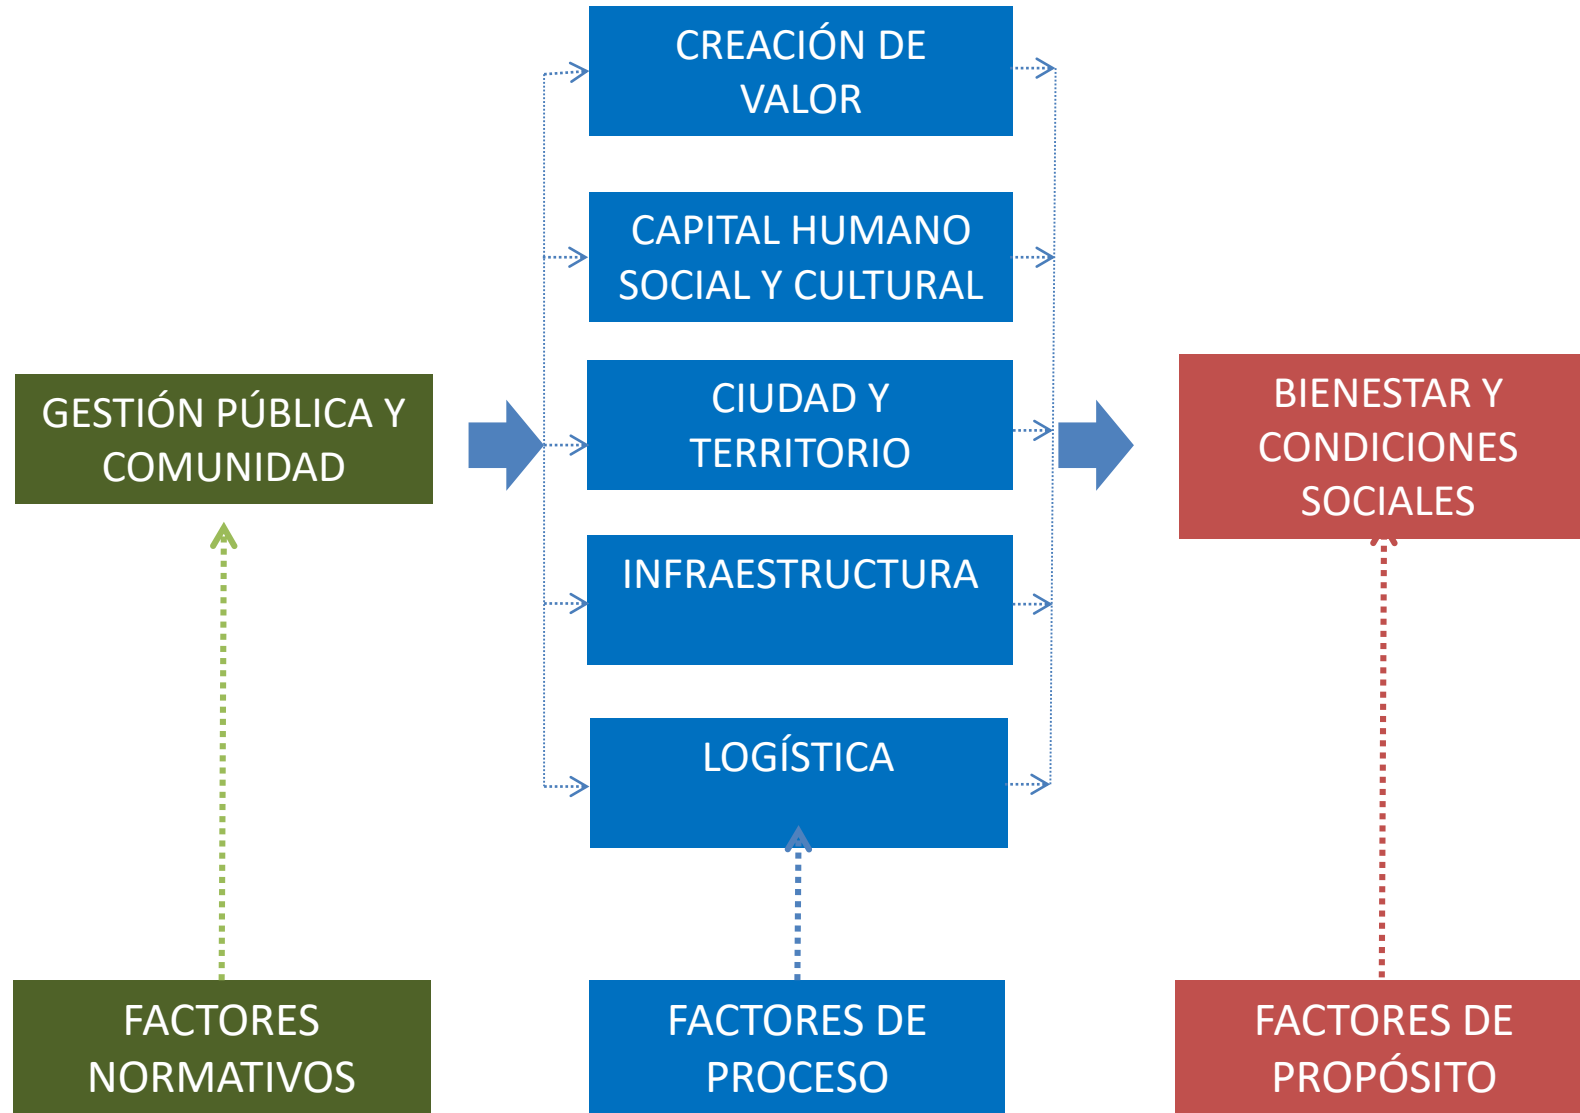 CREACIÓN DE
VALOR
CAPITAL HUMANO
SOCIAL Y CULTURAL
GESTIÓN PÚBLICA Y
COMUNIDAD
CIUDAD Y
TERRITORIO
BIENESTAR Y
CONDICIONES
SOCIALES
INFRAESTRUCTURA
LOGÍSTICA
FACTORES
NORMATIVOS
FACTORES DE
PROCESO
FACTORES DE
PROPÓSITO